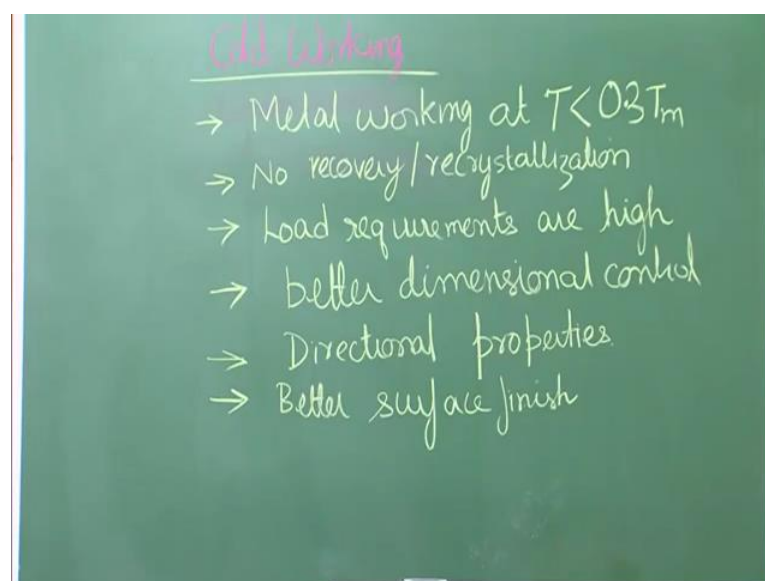 Cold Working
→ Metal working at T < 0.3Tm
→ No recovery/recrystallization
→ Load requirements are high
→ better dimensional control
→ Directional properties.
→ Better surface finish